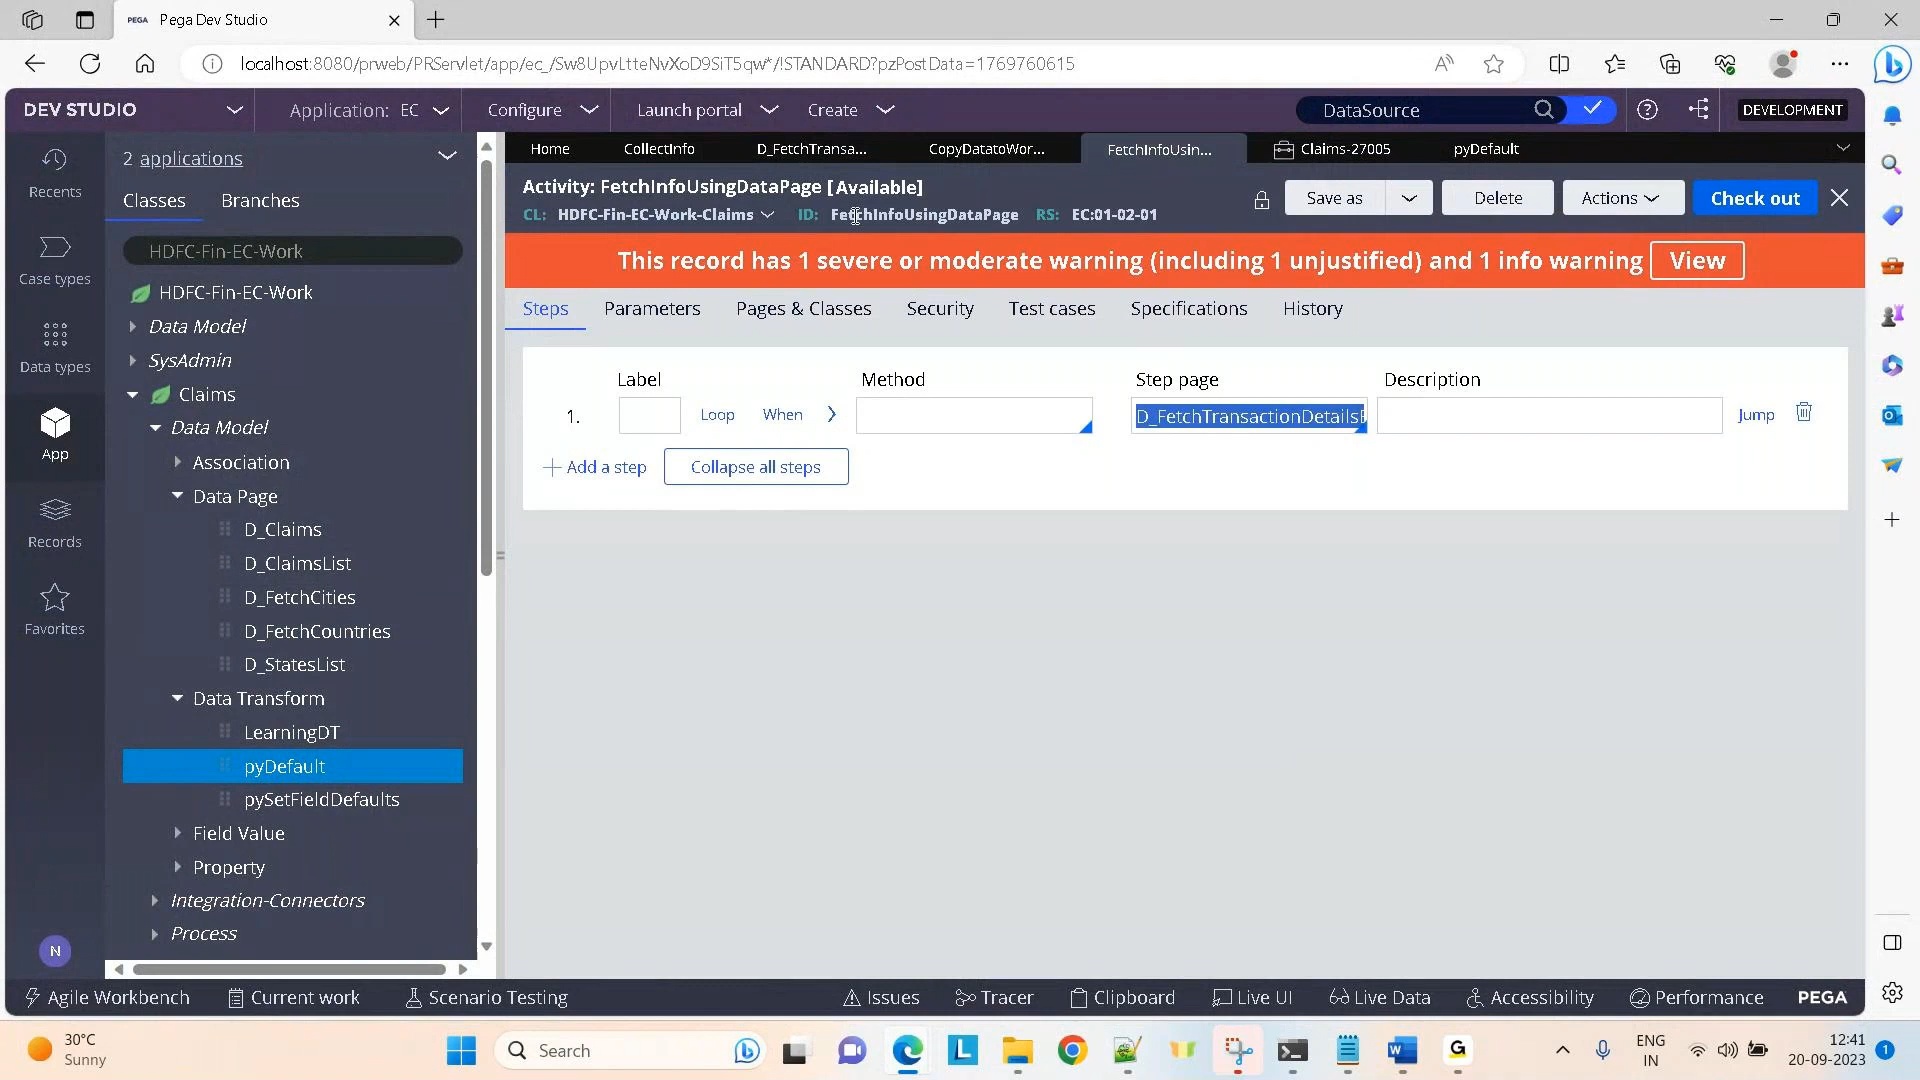 PEGA Pega Dev Studio
localhost:8080/prweb/PRServlet/app/ec_/Sw8UpvLtteNvXoD9SiT5qw*/!STANDARD?pzPostData=1769760615
DEV STUDIO
Application: EC
Configure
Launch portal
Create
DataSource
DEVELOPMENT
Recents
Case types
Data types
App
Records
Favorites
N
2 applications
Classes Branches
HDFC-Fin-EC-Work
HDFC-Fin-EC-Work
Data Model
SysAdmin
Claims
Data Model
Association
Data Page
D_Claims
D_ClaimsList
D_FetchCities
D_FetchCountries
D_StatesList
Data Transform
LearningDT
pyDefault
pySetFieldDefaults
Field Value
Property
Integration-Connectors
Process
Home CollectInfo D_FetchTransa... CopyDatatoWor... FetchInfoUsin... Claims-27005 pyDefault
Activity: FetchInfoUsingDataPage [Available]
CL: HDFC-Fin-EC-Work-Claims ID: FetchInfoUsingDataPage RS: EC:01-02-01
Save as Delete Actions Check out
This record has 1 severe or moderate warning (including 1 unjustified) and 1 info warning View
Steps Parameters Pages & Classes Security Test cases Specifications History
Label Method Step page Description
1. Loop When D_FetchTransactionDetails Jump
Add a step Collapse all steps
Agile Workbench Current work Scenario Testing Issues Tracer Clipboard Live UI Live Data Accessibility Performance PEGA
30°C
Sunny
Search
ENG
IN
12:41
20-09-2023
1